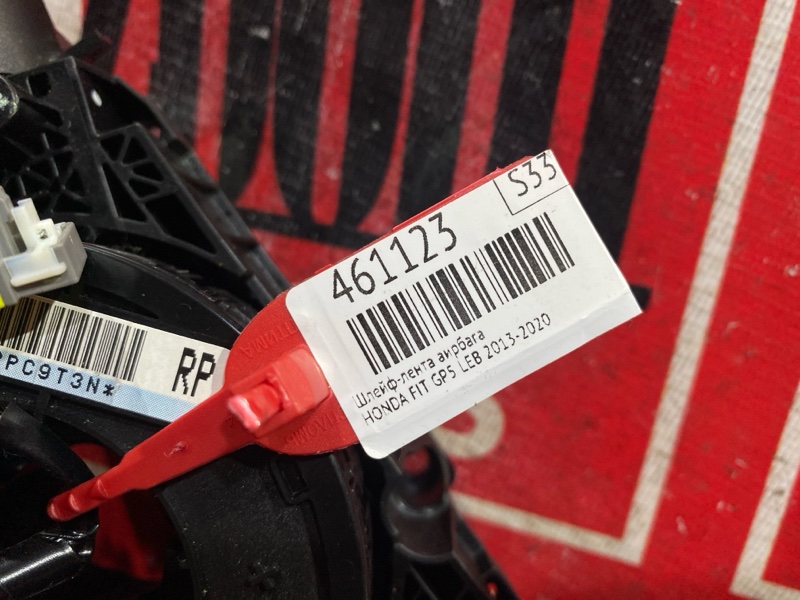 S33
461123
Шлейф-лента аирбага
HONDA FIT GP5 LEB 2013-2020
PC9T3N*
RP